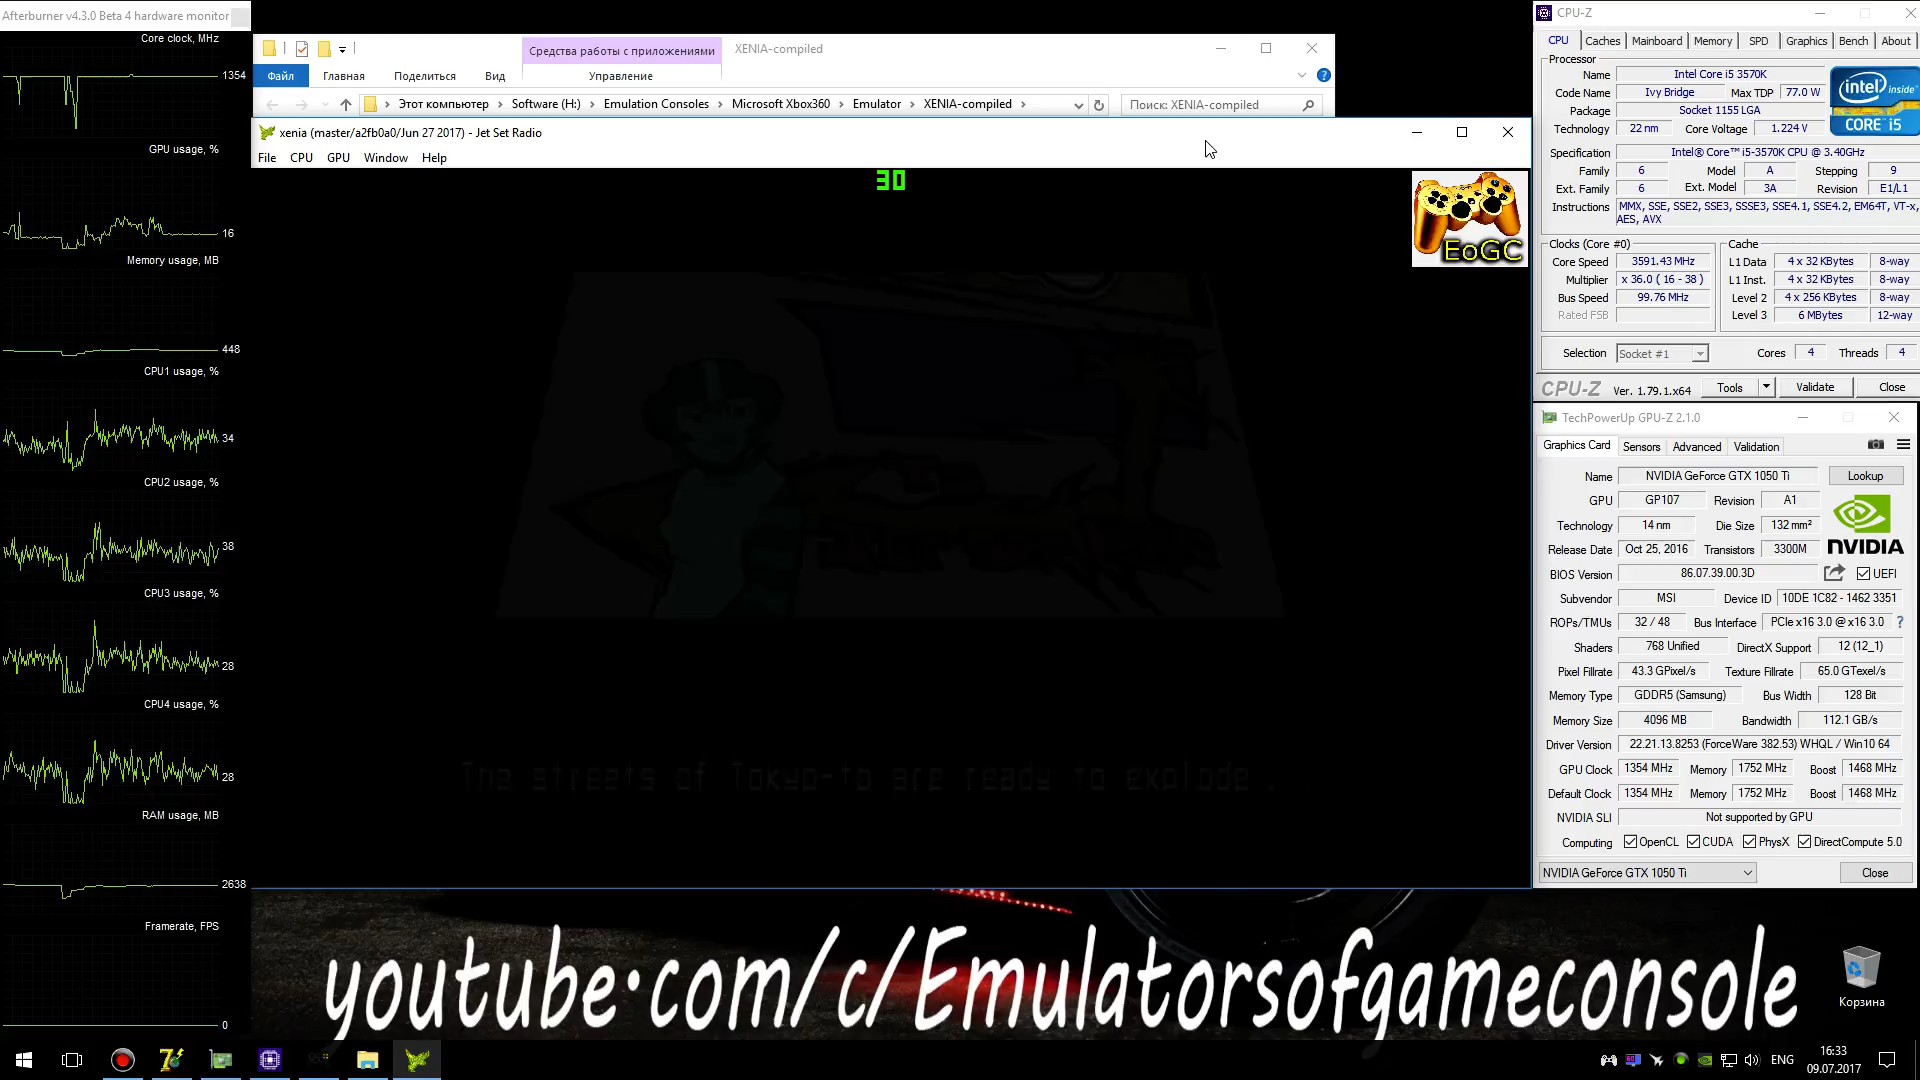 Afterburner v4.3.0 Beta 4 hardware monitor
Core clock, MHz
1354
GPU usage, %
16
Memory usage, MB
448
CPU1 usage, %
34
CPU2 usage, %
38
CPU3 usage, %
28
CPU4 usage, %
28
RAM usage, MB
2638
Framerate, FPS
0
Средства работы с приложениями
XENIA-compiled
Файл
Главная
Поделиться
Вид
Управление
Этот компьютер
Software (H:)
Emulation Consoles
Microsoft Xbox360
Emulator
XENIA-compiled
Поиск: XENIA-compiled
xenia (master/a2fb0a0/Jun 27 2017) - Jet Set Radio
File CPU GPU Window Help
30
EoGC
The streets of Tokyo-to are ready to explode .
CPU-Z
CPU Caches Mainboard Memory SPD Graphics Bench About
Processor
Name Intel Core i5 3570K
Code Name Ivy Bridge Max TDP 77.0 W
Package Socket 1155 LGA
Technology 22 nm Core Voltage 1.224 V
intel inside™
CORE i5
Specification Intel® Core™ i5-3570K CPU @ 3.40GHz
Family 6 Model A Stepping 9
Ext. Family 6 Ext. Model 3A Revision E1/L1
Instructions MMX, SSE, SSE2, SSE3, SSSE3, SSE4.1, SSE4.2, EM64T, VT-x,
AES, AVX
Clocks (Core #0)
Core Speed 3591.43 MHz
Multiplier x 36.0 ( 16 - 38 )
Bus Speed 99.76 MHz
Rated FSB
Cache
L1 Data 4 x 32 KBytes 8-way
L1 Inst. 4 x 32 KBytes 8-way
Level 2 4 x 256 KBytes 8-way
Level 3 6 MBytes 12-way
Selection Socket #1 Cores 4 Threads 4
CPU-Z Ver. 1.79.1.x64 Tools Validate Close
TechPowerUp GPU-Z 2.1.0
Graphics Card Sensors Advanced Validation
Name NVIDIA GeForce GTX 1050 Ti Lookup
GPU GP107 Revision A1
Technology 14 nm Die Size 132 mm²
Release Date Oct 25, 2016 Transistors 3300M
NVIDIA
BIOS Version 86.07.39.00.3D UEFI
Subvendor MSI Device ID 10DE 1C82 - 1462 3351
ROPs/TMUs 32 / 48 Bus Interface PCIe x16 3.0 @ x16 3.0 ?
Shaders 768 Unified DirectX Support 12 (12_1)
Pixel Fillrate 43.3 GPixel/s Texture Fillrate 65.0 GTexel/s
Memory Type GDDR5 (Samsung) Bus Width 128 Bit
Memory Size 4096 MB Bandwidth 112.1 GB/s
Driver Version 22.21.13.8253 (ForceWare 382.53) WHQL / Win10 64
GPU Clock 1354 MHz Memory 1752 MHz Boost 1468 MHz
Default Clock 1354 MHz Memory 1752 MHz Boost 1468 MHz
NVIDIA SLI Not supported by GPU
Computing OpenCL CUDA PhysX DirectCompute 5.0
NVIDIA GeForce GTX 1050 Ti Close
youtube.com/c/Emulatorsofgameconsole
Корзина
ENG
16:33
09.07.2017